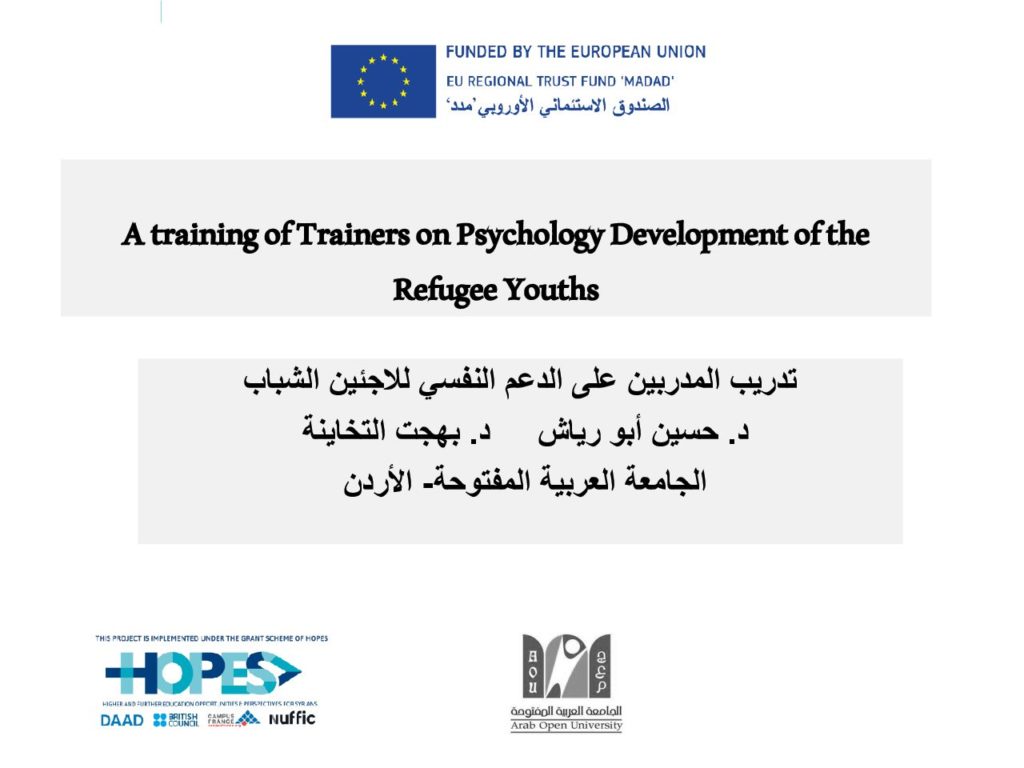 FUNDED BY THE EUROPEAN UNION
EU REGIONAL TRUST FUND 'MADAD'
الصندوق الاستئماني الأوروبي'مدد'
A training of Trainers on Psychology Development of the
Refugee Youths
تدريب المدربين على الدعم النفسي للاجئين الشباب
د. حسين أبو رياش د. بهجت التخاينة
الجامعة العربية المفتوحة- الأردن
THIS PROJECT IS IMPLEMENTED UNDER THE GRANT SCHEME OF HOPES
HOPES
HIGHER AND FURTHER EDUCATION OPPORTUNITIES & PERSPECTIVES FOR SYRIANS
DAAD BRITISH COUNCIL CAMPUS FRANCE nuffic
AOU
الجامعة العربية المفتوحة
Arab Open University